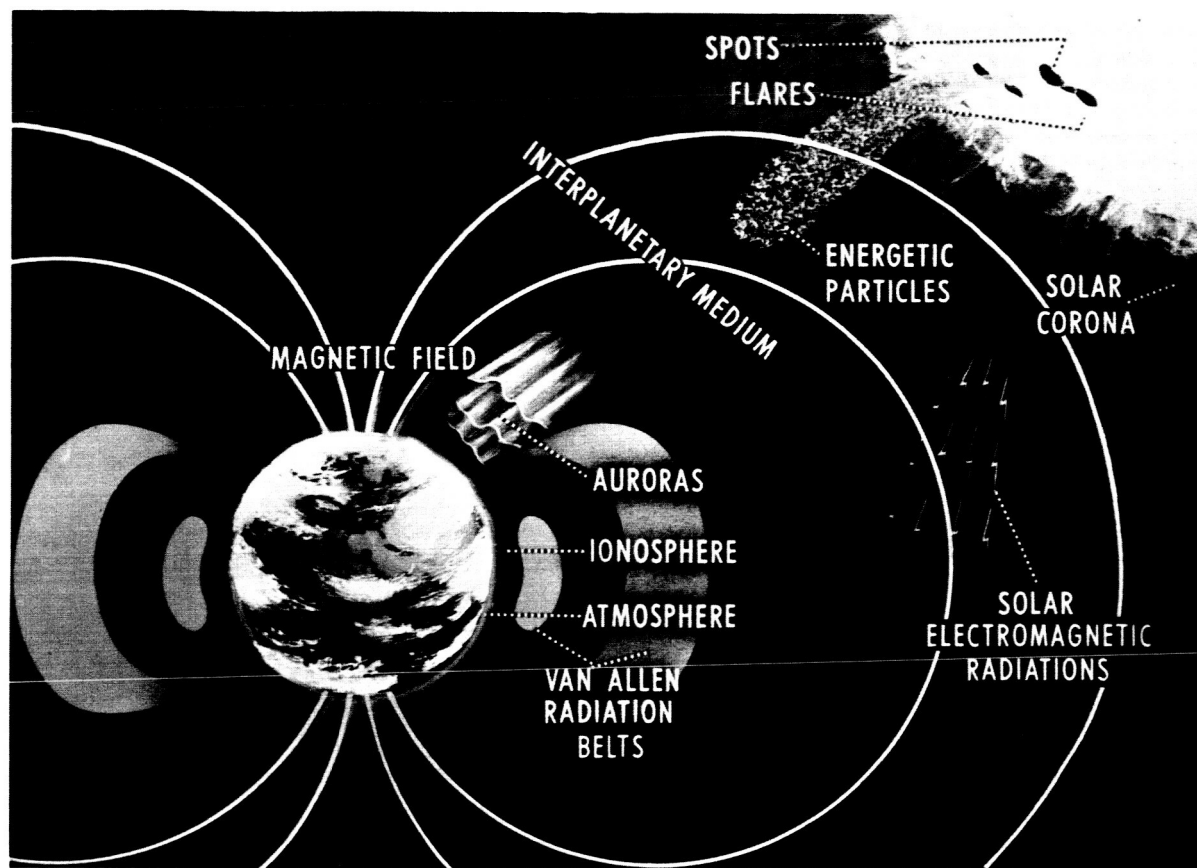 SPOTS
FLARES
INTERPLANETARY MEDIUM
ENERGETIC
PARTICLES
SOLAR
CORONA
MAGNETIC FIELD
AURORAS
IONOSPHERE
ATMOSPHERE
SOLAR
ELECTROMAGNETIC
RADIATIONS
VAN ALLEN
RADIATION
BELTS